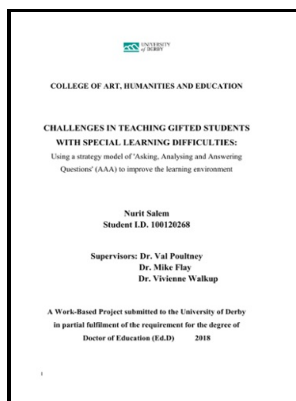 UNIVERSITY
of DERBY
COLLEGE OF ART, HUMANITIES AND EDUCATION
CHALLENGES IN TEACHING GIFTED STUDENTS
WITH SPECIAL LEARNING DIFFICULTIES:
Using a strategy model of 'Asking, Analysing and Answering
Questions' (AAA) to improve the learning environment
Nurit Salem
Student I.D. 100120268
Supervisors: Dr. Val Poultney
Dr. Mike Flay
Dr. Vivienne Walkup
A Work-Based Project submitted to the University of Derby
in partial fulfilment of the requirement for the degree of
Doctor of Education (Ed.D) 2018